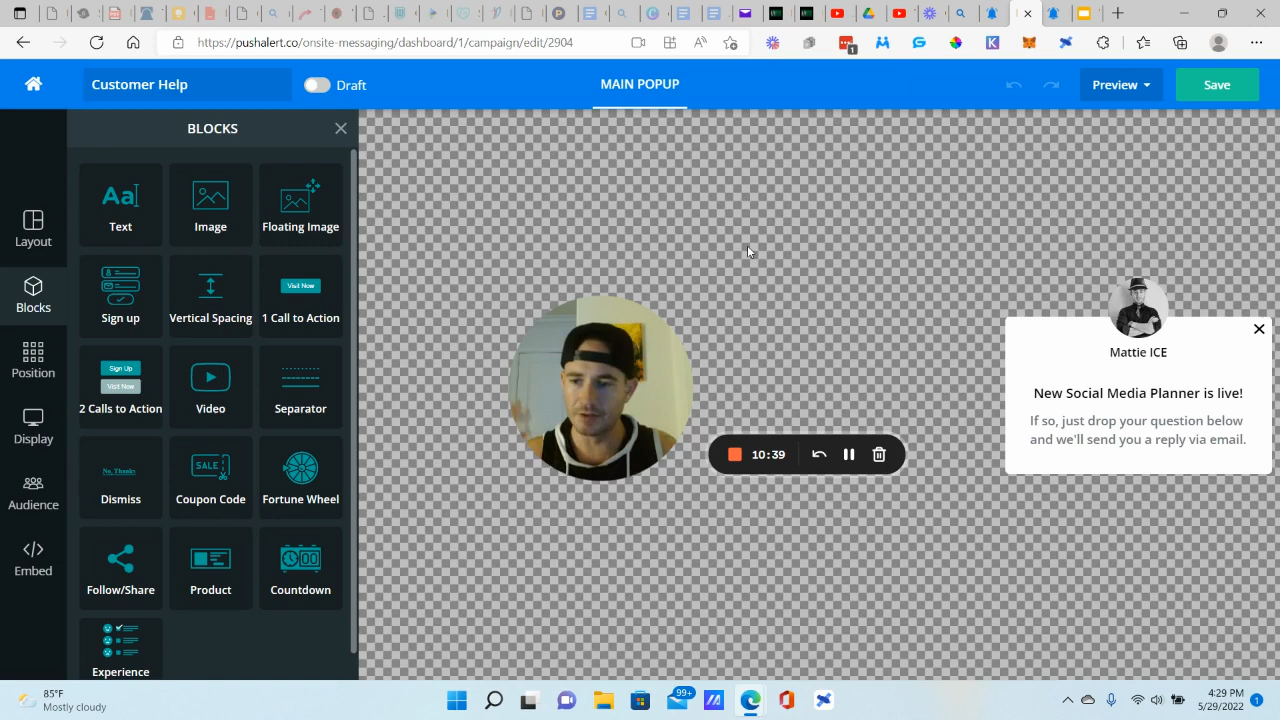 https://pushalert.co/onsite-messaging/dashboard/1/campaign/edit/2904
1
Customer Help
Draft
MAIN POPUP
Preview
Save
BLOCKS
Layout
Blocks
Position
Display
Audience
Embed
Aa
Text
Image
Floating Image
Sign up
Vertical Spacing
Visit Now
1 Call to Action
Sign Up
Visit Now
2 Calls to Action
Video
Separator
No, Thanks
Dismiss
SALE
Coupon Code
Fortune Wheel
Follow/Share
Product
00
Countdown
Experience
10:39
Mattie ICE
New Social Media Planner is live!
If so, just drop your question below
and we'll send you a reply via email.
85°F
Mostly cloudy
99+
4:29 PM
5/29/2022
1